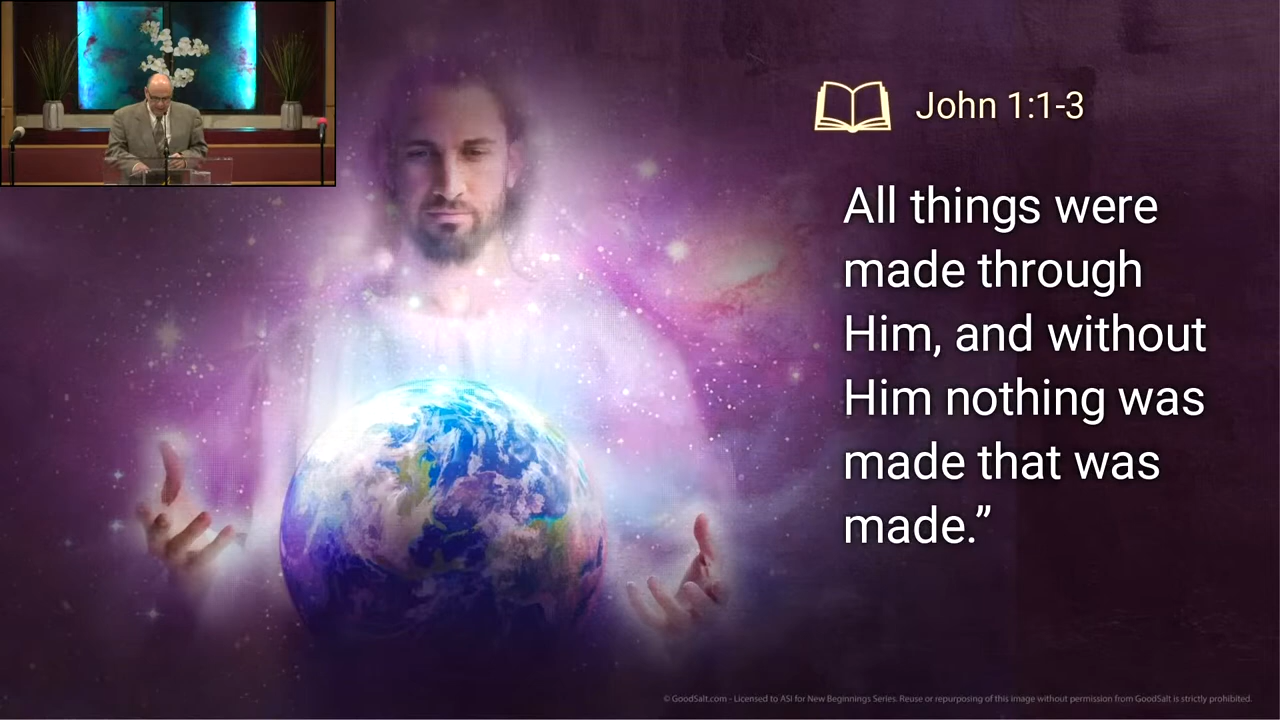 John 1:1-3
All things were
made through
Him, and without
Him nothing was
made that was
made.”
© GoodSalt.com - Licensed to ASI for New Beginnings Series. Reuse or repurposing of this image without permission from GoodSalt is strictly prohibited.